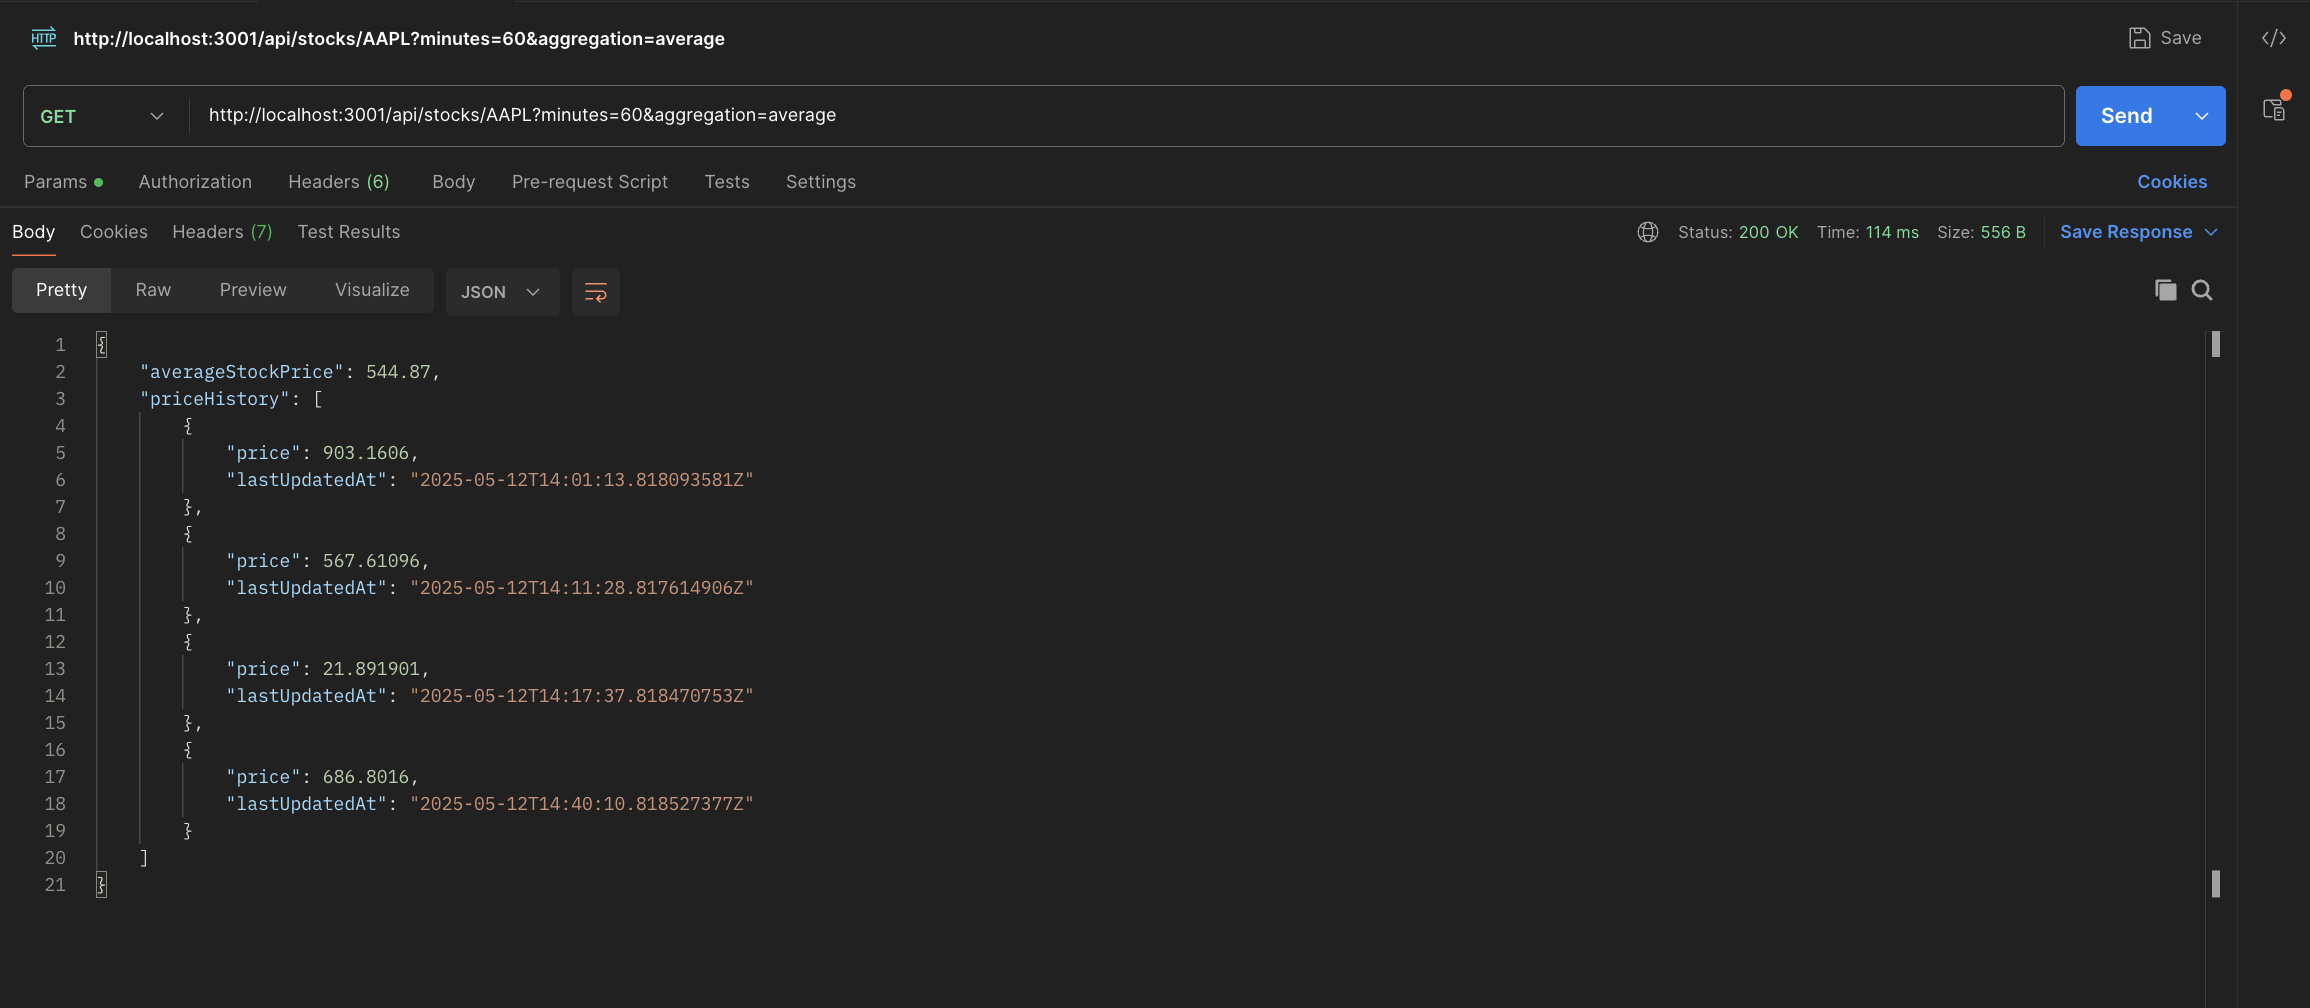 HTTP http://localhost:3001/api/stocks/AAPL?minutes=60&aggregation=average Save </>
GET http://localhost:3001/api/stocks/AAPL?minutes=60&aggregation=average Send
Params Authorization Headers (6) Body Pre-request Script Tests Settings Cookies
Body Cookies Headers (7) Test Results Status: 200 OK Time: 114 ms Size: 556 B Save Response
Pretty Raw Preview Visualize JSON
1 {
2 "averageStockPrice": 544.87,
3 "priceHistory": [
4 {
5 "price": 903.1606,
6 "lastUpdatedAt": "2025-05-12T14:01:13.818093581Z"
7 },
8 {
9 "price": 567.61096,
10 "lastUpdatedAt": "2025-05-12T14:11:28.817614906Z"
11 },
12 {
13 "price": 21.891901,
14 "lastUpdatedAt": "2025-05-12T14:17:37.818470753Z"
15 },
16 {
17 "price": 686.8016,
18 "lastUpdatedAt": "2025-05-12T14:40:10.818527377Z"
19 }
20 ]
21 }